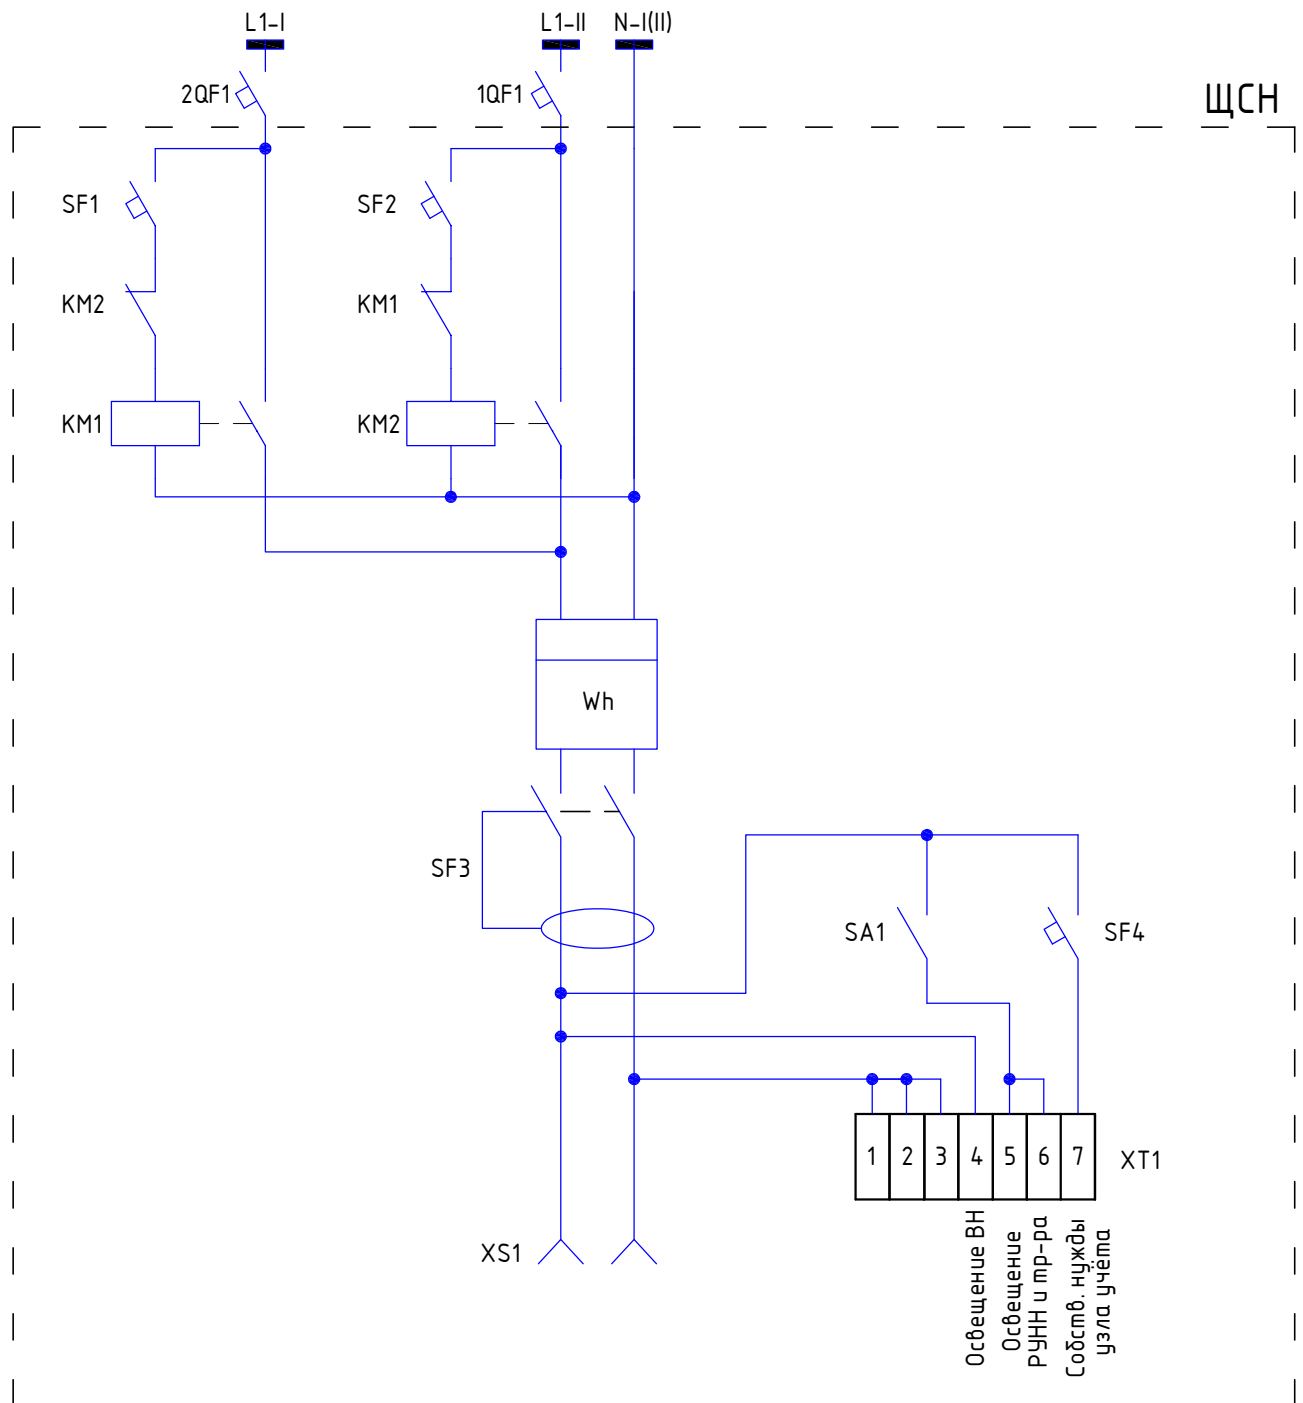 L1-I
L1-II
N-I(II)
2QF1
1QF1
ЩСН
SF1
SF2
KM2
KM1
KM1
KM2
Wh
SF3
SA1
SF4
1
2
3
4
5
6
7
XT1
XS1
Освещение ВН
Освещение
РУНН и тр-ра
Собств. нужды
узла учёта